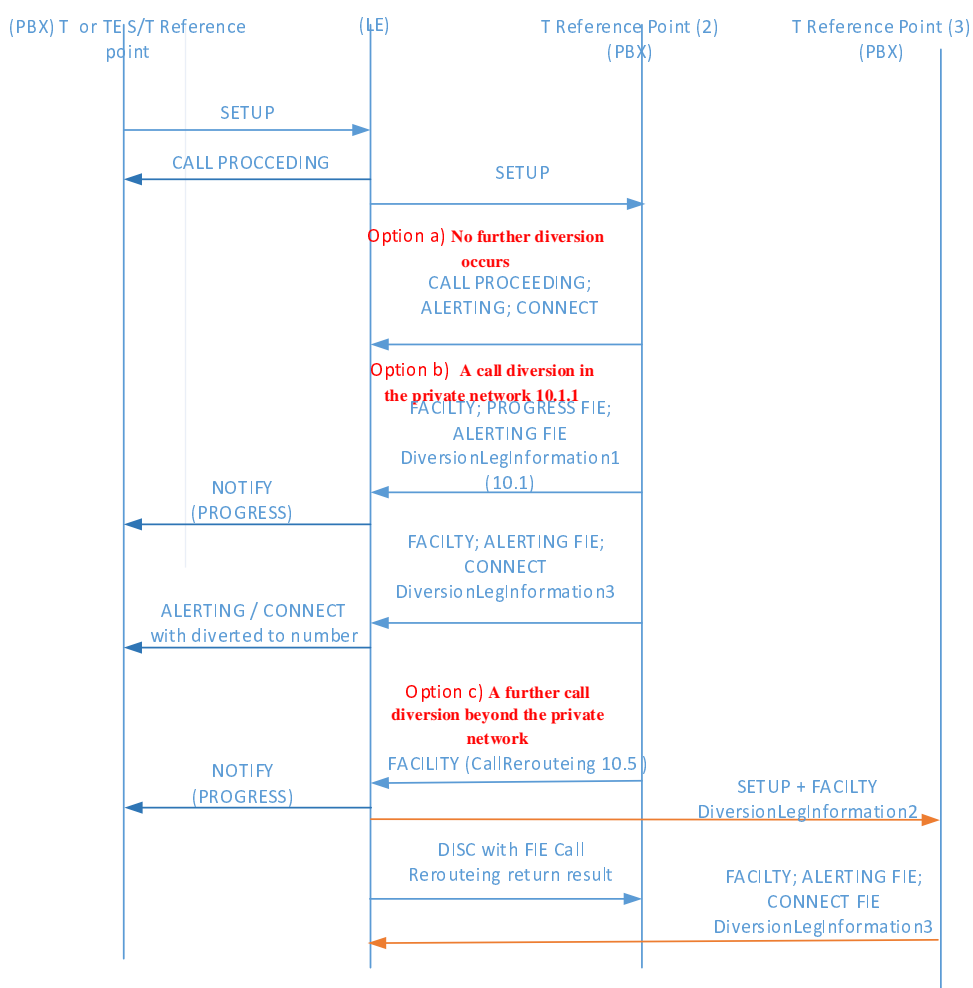 (PBX) T or TE S/T Reference
point
(LE)
T Reference Point (2)
(PBX)
T Reference Point (3)
(PBX)
SETUP
CALL PROCCEDING
SETUP
Option a) No further diversion
occurs
CALL PROCEEDING;
ALERTING; CONNECT
Option b) A call diversion in
the private network 10.1.1
FACILTY; PROGRESS FIE;
ALERTING FIE
DiversionLegInformation1
(10.1)
NOTIFY
(PROGRESS)
FACILTY; ALERTING FIE;
CONNECT
DiversionLegInformation3
ALERTING / CONNECT
with diverted to number
Option c) A further call
diversion beyond the private
network
FACILITY (CallRerouteing 10.5 )
NOTIFY
(PROGRESS)
SETUP + FACILTY
DiversionLegInformation2
DISC with FIE Call
Rerouteing return result
FACILTY; ALERTING FIE;
CONNECT FIE
DiversionLegInformation3